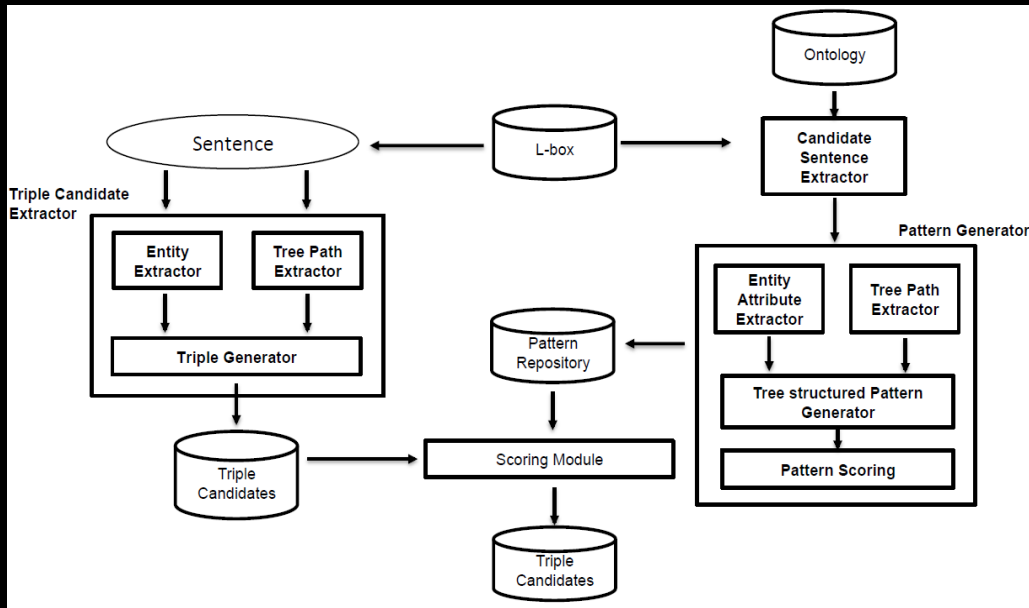 Ontology
Sentence
L-box
Candidate
Sentence
Extractor
Triple Candidate
Extractor
Pattern Generator
Entity
Extractor
Tree Path
Extractor
Triple Generator
Entity
Attribute
Extractor
Tree Path
Extractor
Pattern
Repository
Tree structured Pattern
Generator
Pattern Scoring
Triple
Candidates
Scoring Module
Triple
Candidates